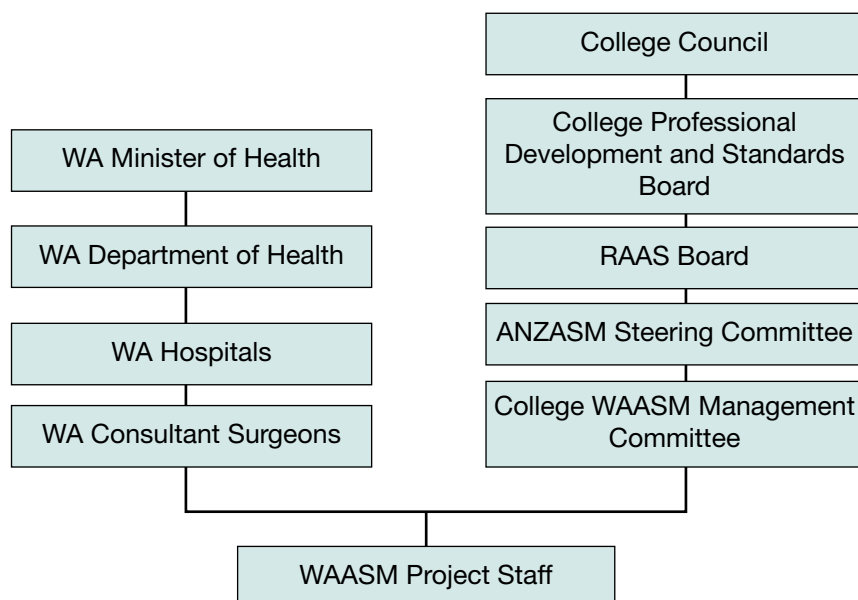 College Council
College Professional
Development and Standards
Board
RAAS Board
ANZASM Steering Committee
College WAASM Management
Committee
WA Minister of Health
WA Department of Health
WA Hospitals
WA Consultant Surgeons
WAASM Project Staff